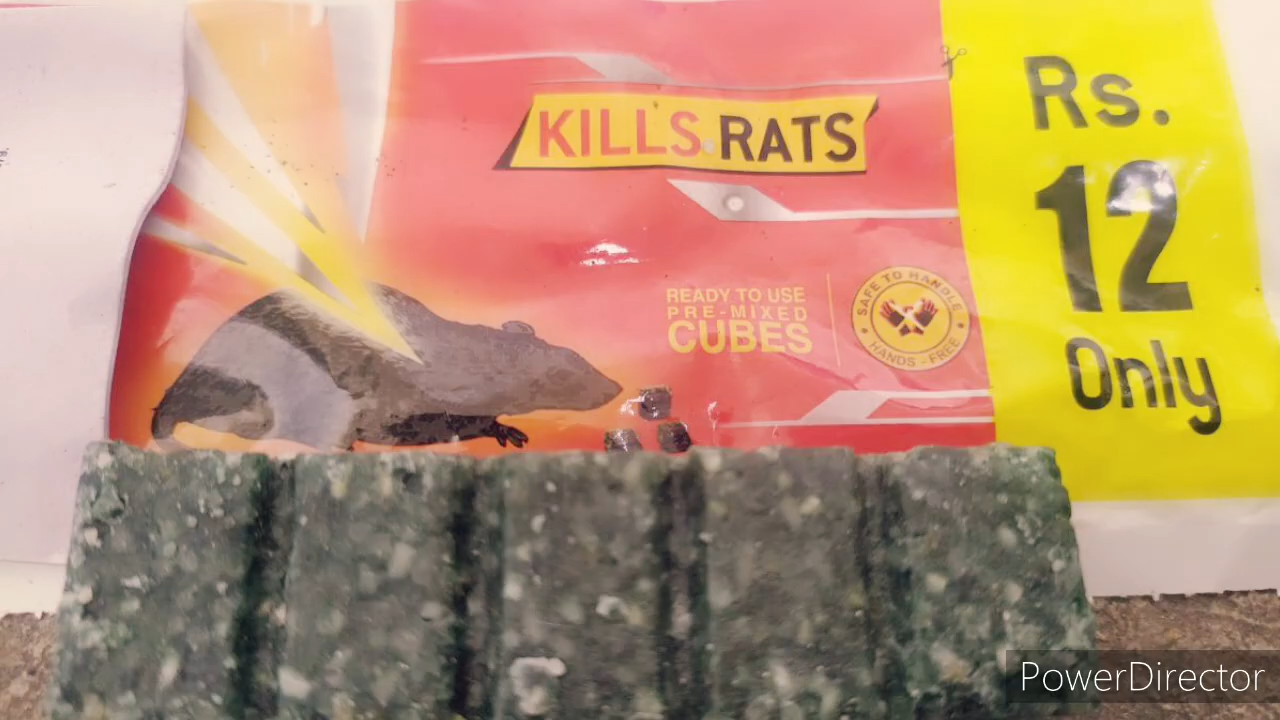 KILLS RATS
READY TO USE
PRE-MIXED
CUBES
SAFE TO HANDLE
HANDS-FREE
Rs.
12
Only
PowerDirector